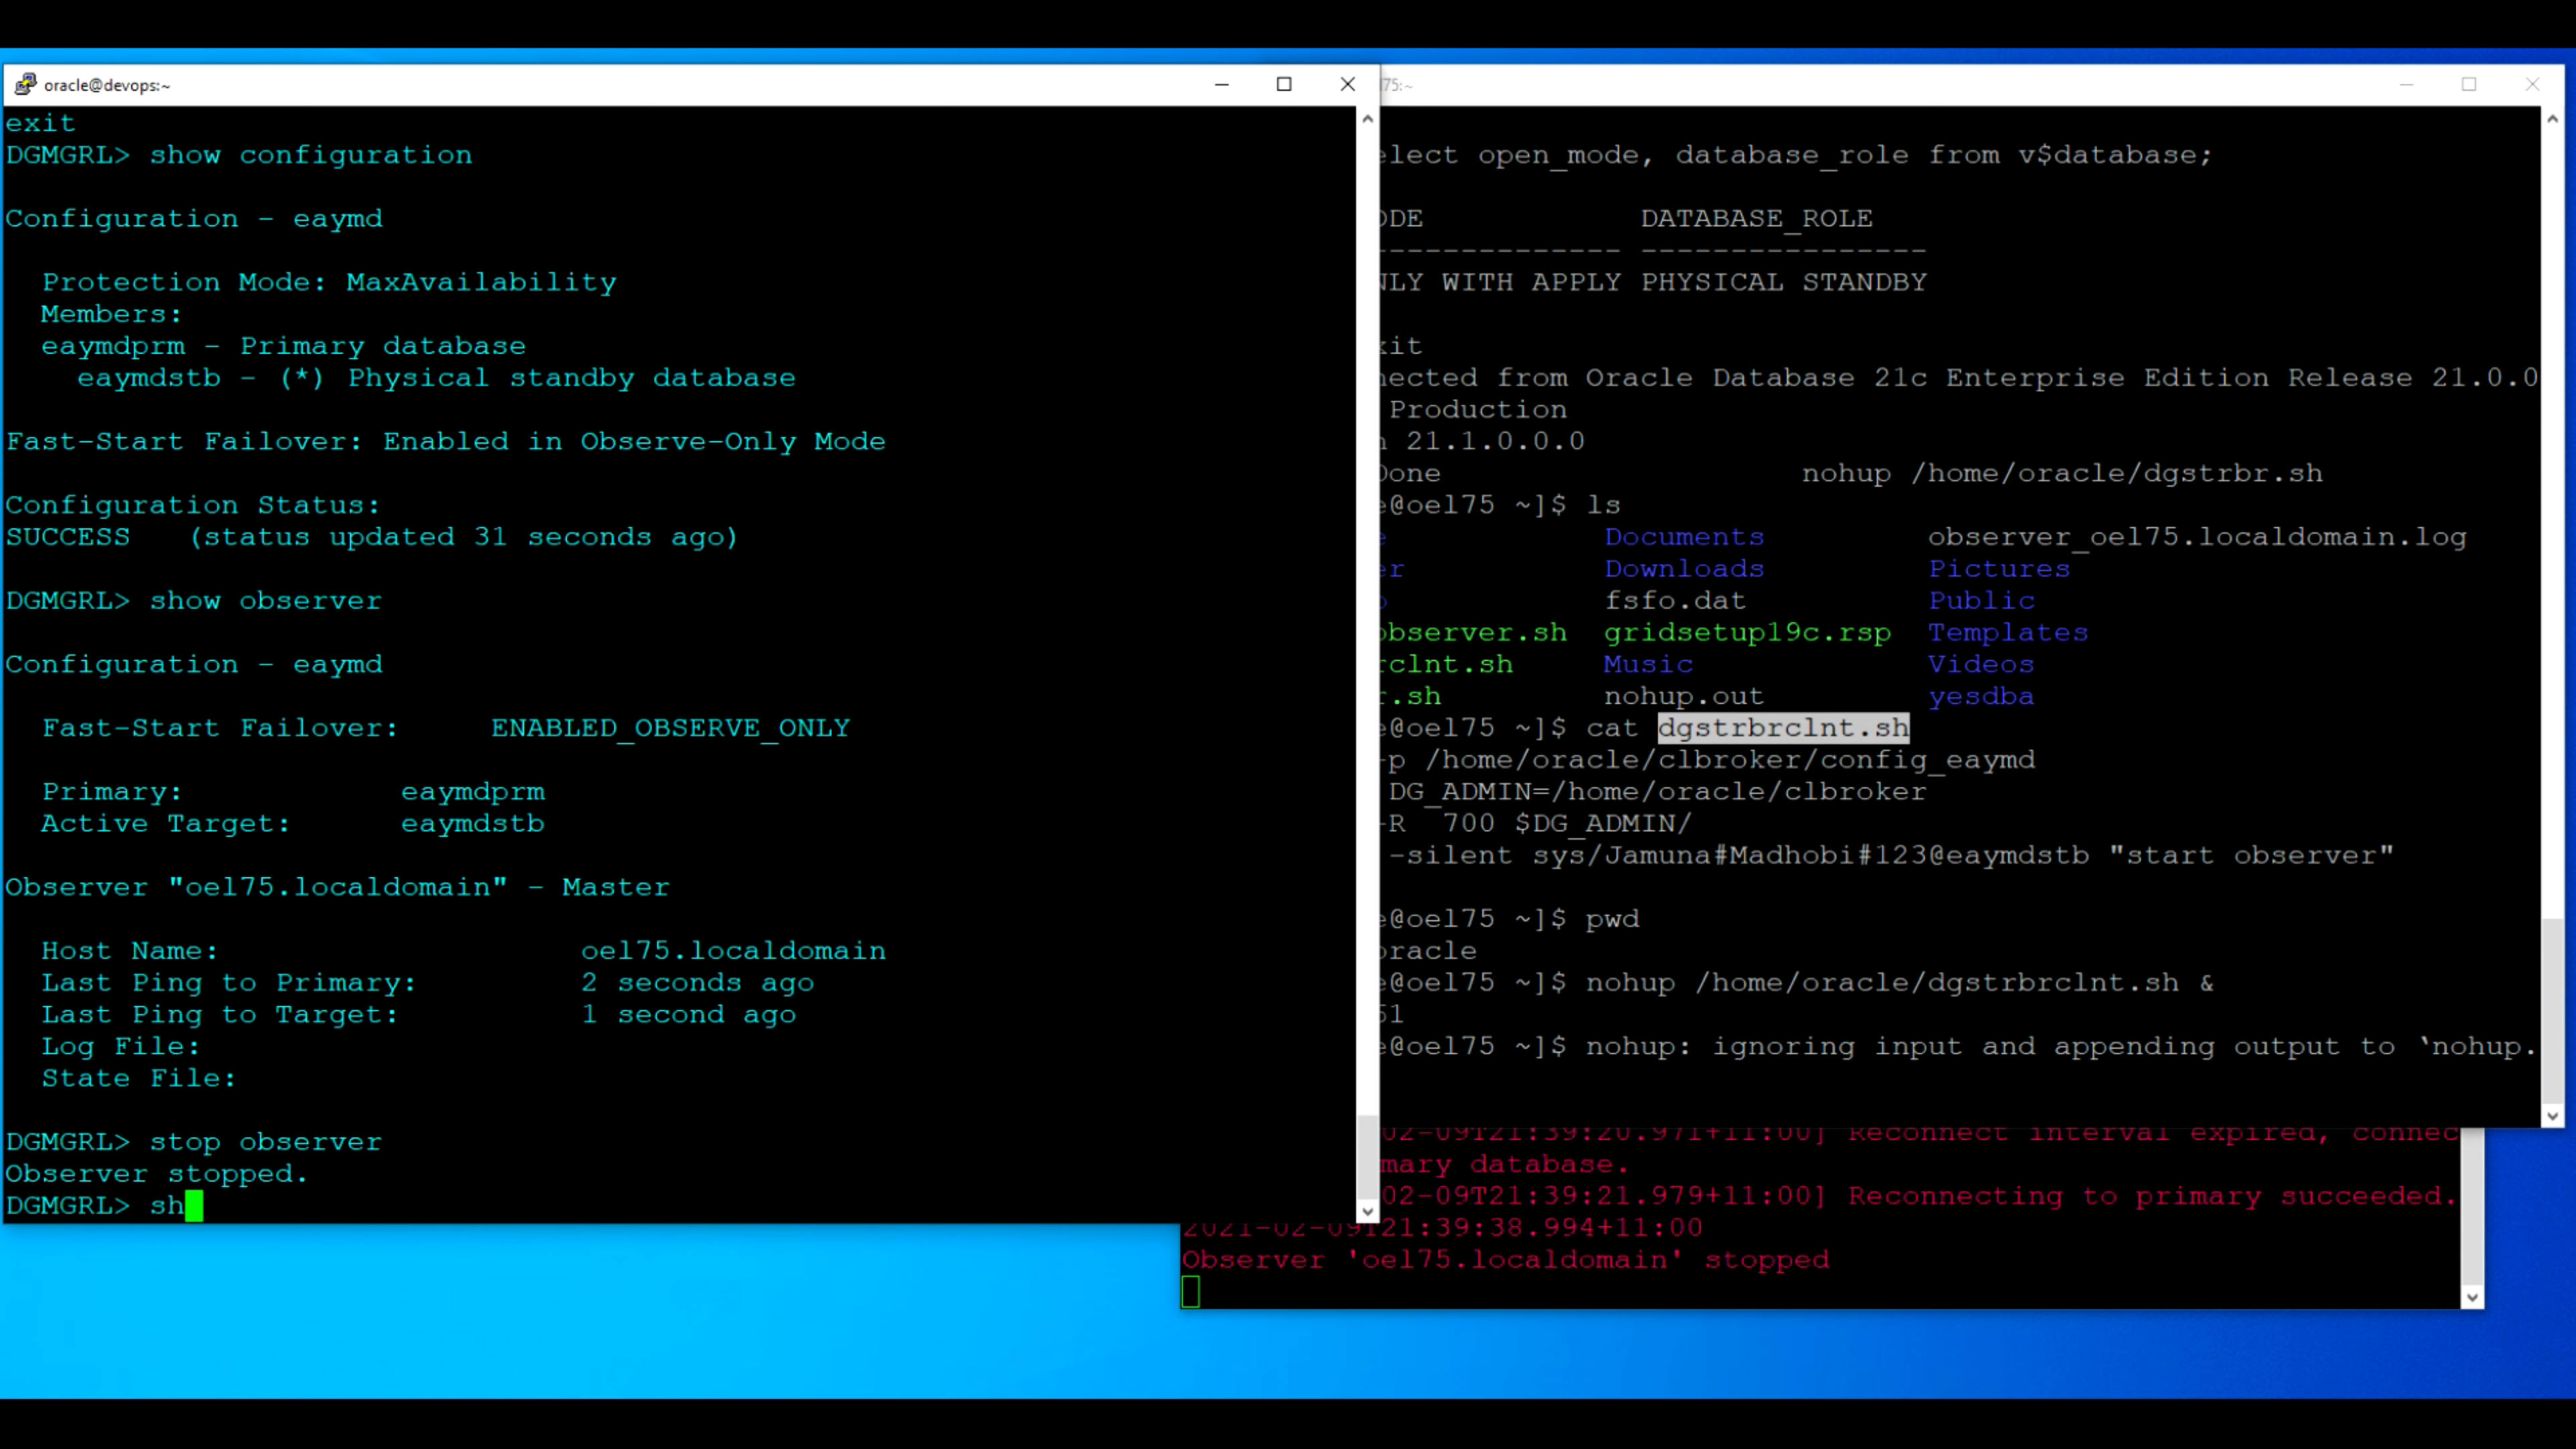 oracle@devops:~
exit
DGMGRL> show configuration
Configuration - eaymd
Protection Mode: MaxAvailability
Members:
eaymdprm - Primary database
eaymdstb - (*) Physical standby database
Fast-Start Failover: Enabled in Observe-Only Mode
Configuration Status:
SUCCESS   (status updated 31 seconds ago)
DGMGRL> show observer
Configuration - eaymd
Fast-Start Failover:     ENABLED_OBSERVE_ONLY
Primary:            eaymdprm
Active Target:      eaymdstb
Observer "oel75.localdomain" - Master
Host Name:                    oel75.localdomain
Last Ping to Primary:         2 seconds ago
Last Ping to Target:          1 second ago
Log File:
State File:
DGMGRL> stop observer
Observer stopped.
DGMGRL> sh
l75:~
elect open_mode, database_role from v$database;
ODE            DATABASE_ROLE
-------------- ----------------
NLY WITH APPLY PHYSICAL STANDBY
xit
nected from Oracle Database 21c Enterprise Edition Release 21.0.0
Production
n 21.1.0.0.0
Done                    nohup /home/oracle/dgstrbr.sh
e@oel75 ~]$ ls
e            Documents         observer_oel75.localdomain.log
er           Downloads         Pictures
p            fsfo.dat          Public
observer.sh  gridsetup19c.rsp  Templates
rclnt.sh     Music             Videos
r.sh         nohup.out         yesdba
e@oel75 ~]$ cat dgstrbrclnt.sh
-p /home/oracle/clbroker/config_eaymd
DG_ADMIN=/home/oracle/clbroker
-R  700 $DG_ADMIN/
-silent sys/Jamuna#Madhobi#123@eaymdstb "start observer"
e@oel75 ~]$ pwd
oracle
e@oel75 ~]$ nohup /home/oracle/dgstrbrclnt.sh &
51
e@oel75 ~]$ nohup: ignoring input and appending output to 'nohup.
02-09T21:39:20.971+11:00] Reconnect interval expired, connec
mary database.
02-09T21:39:21.979+11:00] Reconnecting to primary succeeded.
2021-02-09T21:39:38.994+11:00
Observer 'oel75.localdomain' stopped